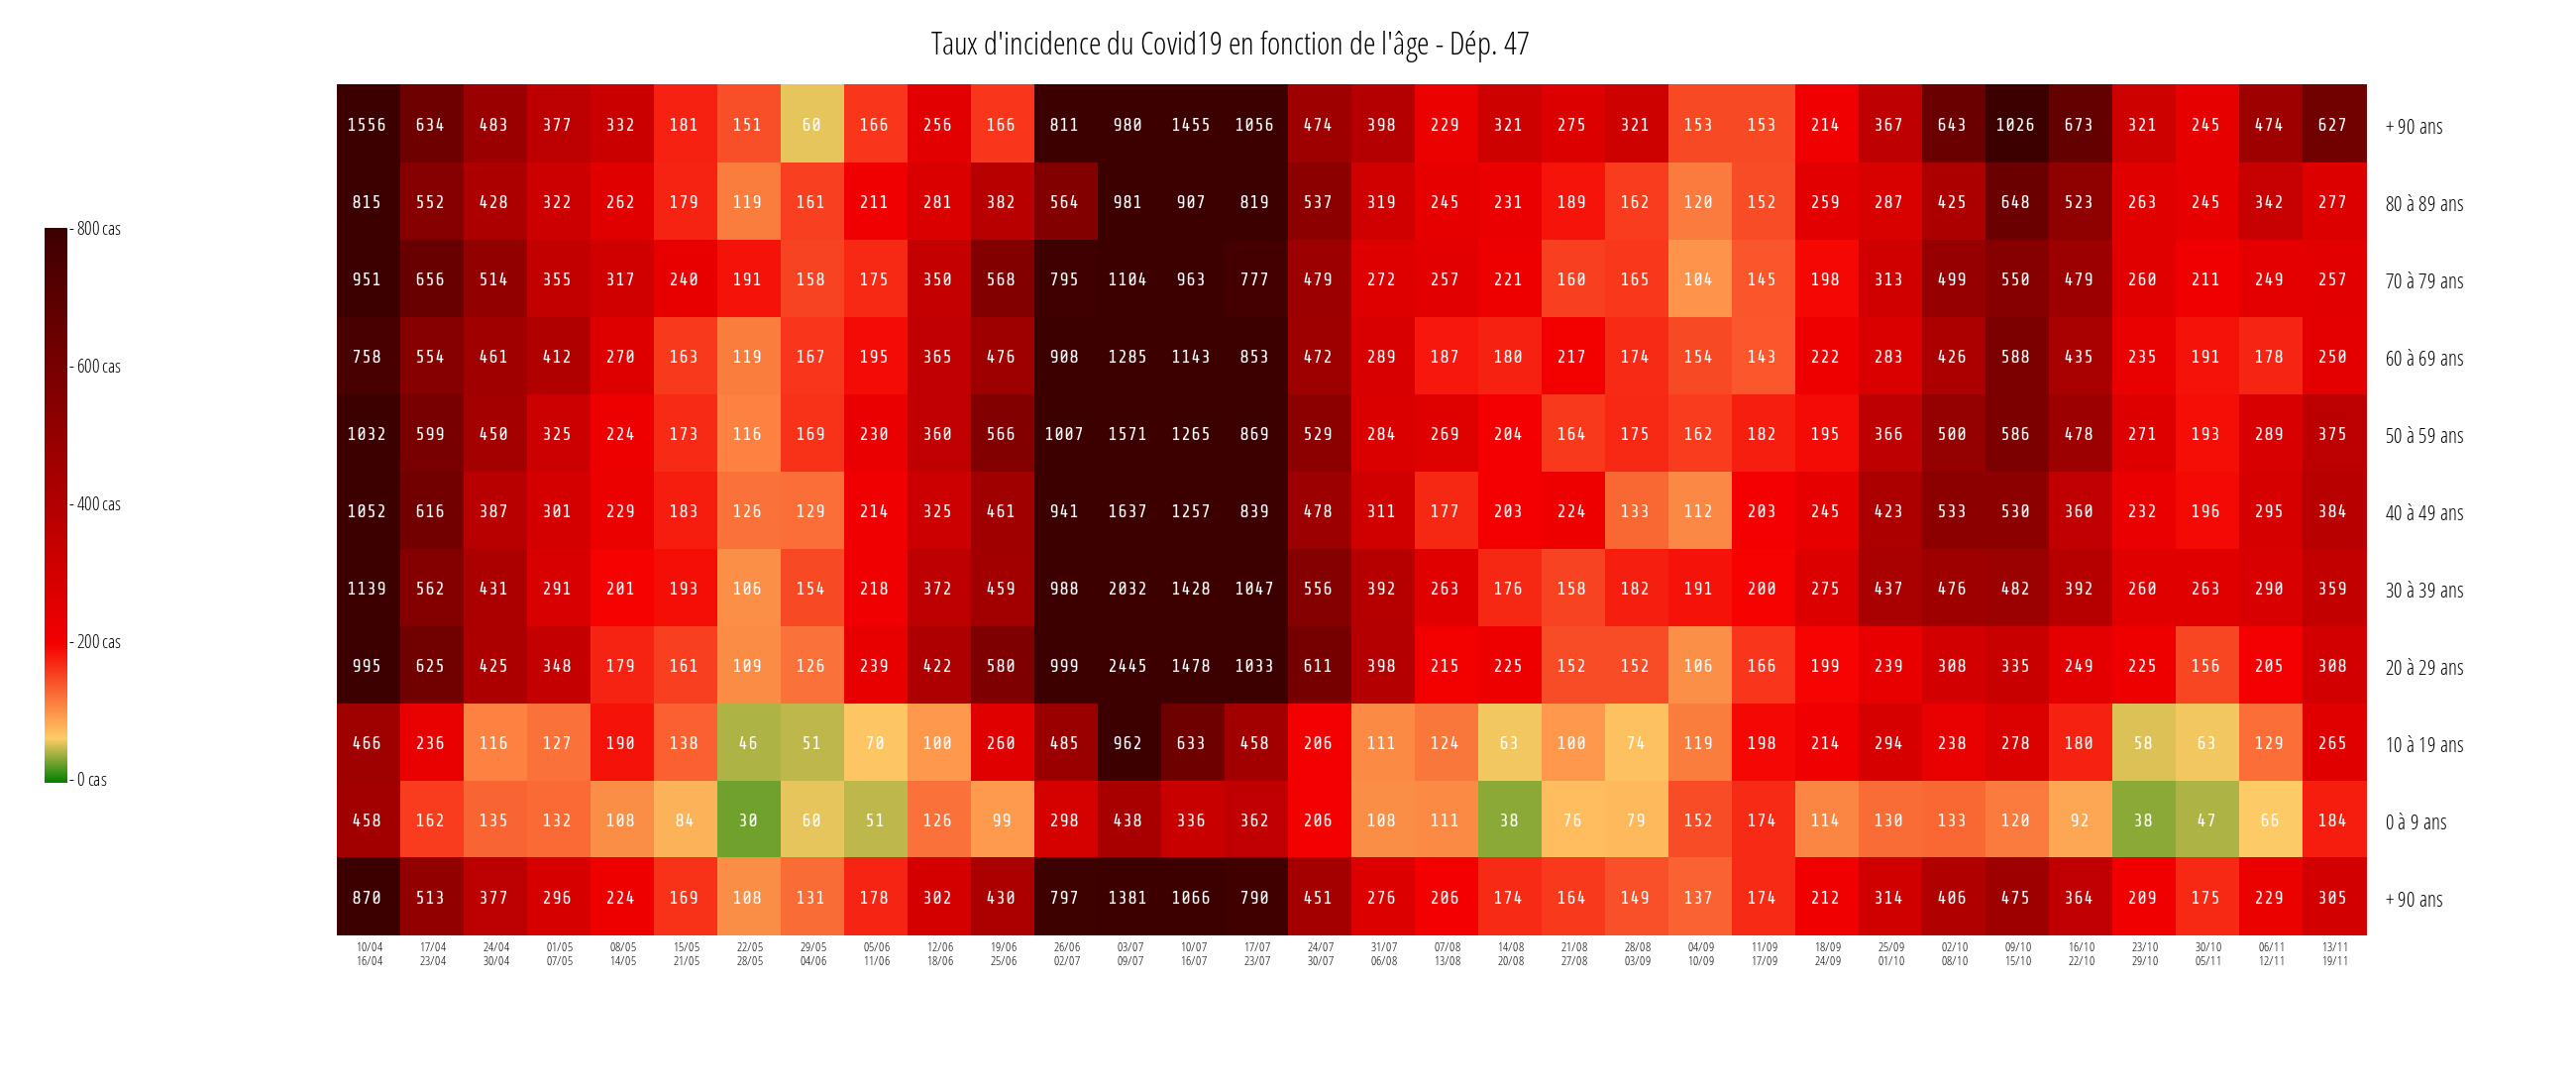 Taux d'incidence du Covid19 en fonction de l'âge - Dép. 47
- 800 cas
- 600 cas
- 400 cas
- 200 cas
- 0 cas
1556 634 483 377 332 181 151 60 166 256 166 811 980 1455 1056 474 398 229 321 275 321 153 153 214 367 643 1026 673 321 245 474 627 + 90 ans
815 552 428 322 262 179 119 161 211 281 382 564 981 907 819 537 319 245 231 189 162 120 152 259 287 425 648 523 263 245 342 277 80 à 89 ans
951 656 514 355 317 240 191 158 175 350 568 795 1104 963 777 479 272 257 221 160 165 104 145 198 313 499 550 479 260 211 249 257 70 à 79 ans
758 554 461 412 270 163 119 167 195 365 476 908 1285 1143 853 472 289 187 180 217 174 154 143 222 283 426 588 435 235 191 178 250 60 à 69 ans
1032 599 450 325 224 173 116 169 230 360 566 1007 1571 1265 869 529 284 269 204 164 175 162 182 195 366 500 586 478 271 193 289 375 50 à 59 ans
1052 616 387 301 229 183 126 129 214 325 461 941 1637 1257 839 478 311 177 203 224 133 112 203 245 423 533 530 360 232 196 295 384 40 à 49 ans
1139 562 431 291 201 193 106 154 218 372 459 988 2032 1428 1047 556 392 263 176 158 182 191 200 275 437 476 482 392 260 263 290 359 30 à 39 ans
995 625 425 348 179 161 109 126 239 422 580 999 2445 1478 1033 611 398 215 225 152 152 106 166 199 239 308 335 249 225 156 205 308 20 à 29 ans
466 236 116 127 190 138 46 51 70 100 260 485 962 633 458 206 111 124 63 100 74 119 198 214 294 238 278 180 58 63 129 265 10 à 19 ans
458 162 135 132 108 84 30 60 51 126 99 298 438 336 362 206 108 111 38 76 79 152 174 114 130 133 120 92 38 47 66 184 0 à 9 ans
870 513 377 296 224 169 108 131 178 302 430 797 1381 1066 790 451 276 206 174 164 149 137 174 212 314 406 475 364 209 175 229 305 + 90 ans
10/04 17/04 24/04 01/05 08/05 15/05 22/05 29/05 05/06 12/06 19/06 26/06 03/07 10/07 17/07 24/07 31/07 07/08 14/08 21/08 28/08 04/09 11/09 18/09 25/09 02/10 09/10 16/10 23/10 30/10 06/11 13/11
16/04 23/04 30/04 07/05 14/05 21/05 28/05 04/06 11/06 18/06 25/06 02/07 09/07 16/07 23/07 30/07 06/08 13/08 20/08 27/08 03/09 10/09 17/09 24/09 01/10 08/10 15/10 22/10 29/10 05/11 12/11 19/11